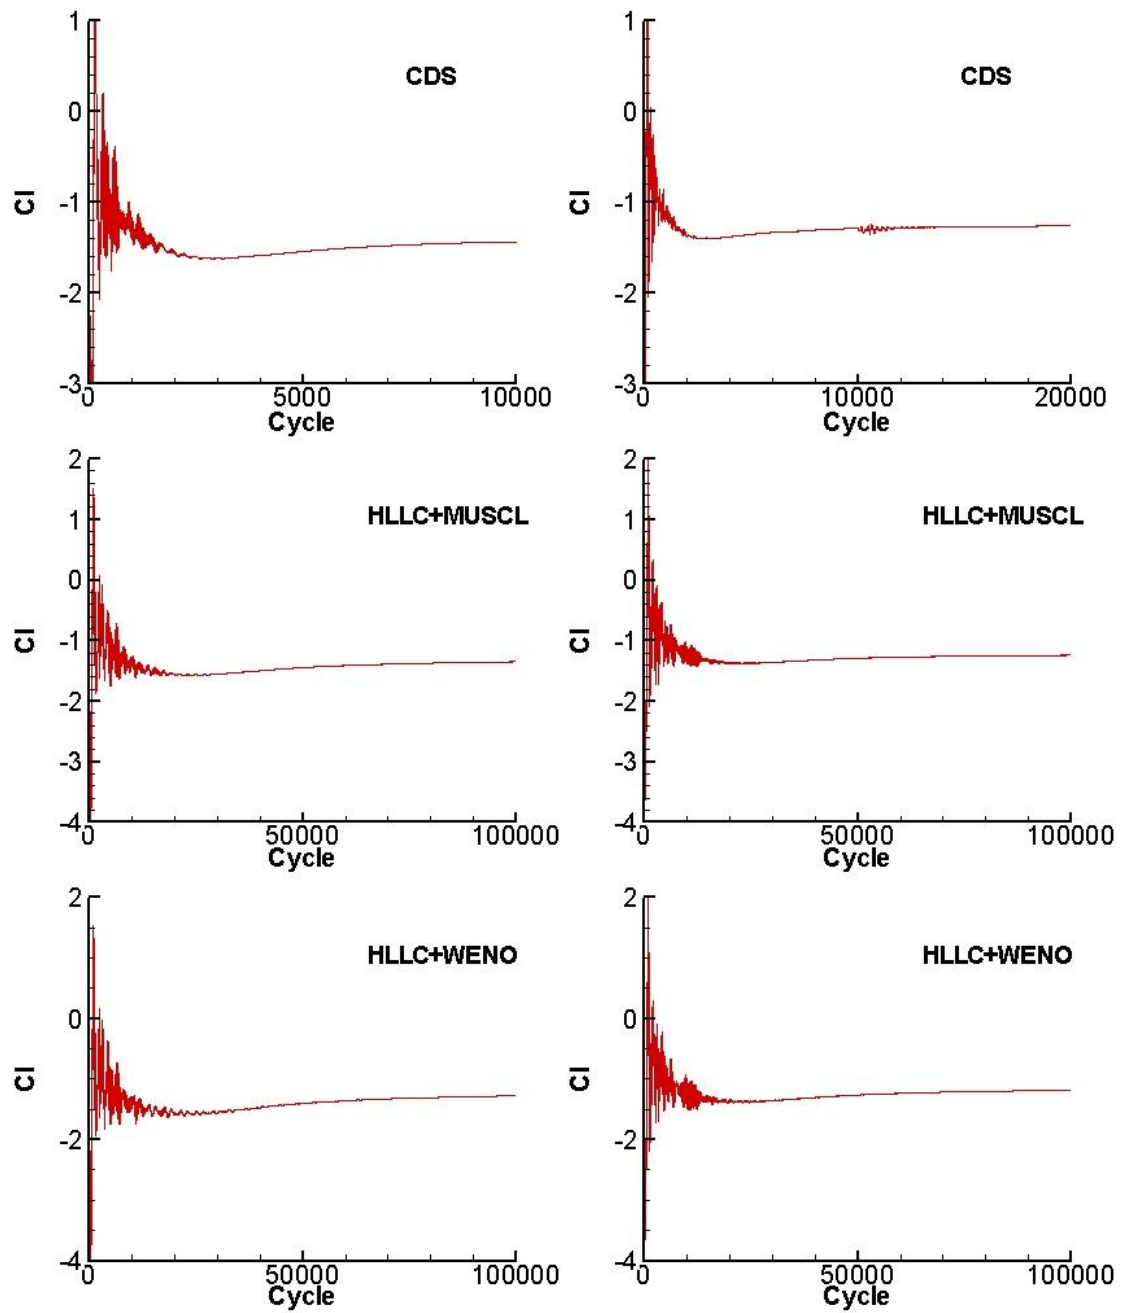 1 1
CDS CDS
0 0
Cl -1 Cl -1
-2 -2
-3 -3
0 5000 10000 0 10000 20000
Cycle Cycle
2 2
HLLC+MUSCL HLLC+MUSCL
1 1
0 0
Cl -1 Cl -1
-2 -2
-3 -3
-4 -4
0 50000 100000 0 50000 100000
Cycle Cycle
2 2
HLLC+WENO HLLC+WENO
0 0
Cl Cl
-2 -2
-4 -4
0 50000 100000 0 50000 100000
Cycle Cycle